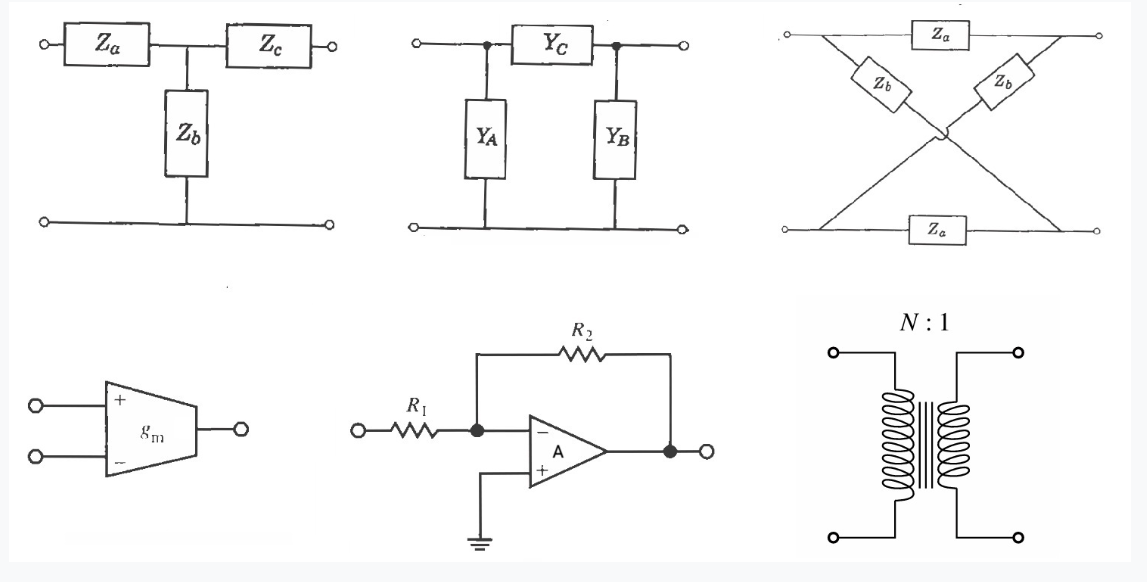 Z_a
Z_c
Z_b
Y_C
Y_A
Y_B
Z_a
Z_b
Z_b
Z_a
+
g_m
−
R_2
R_1
−
A
+
N : 1